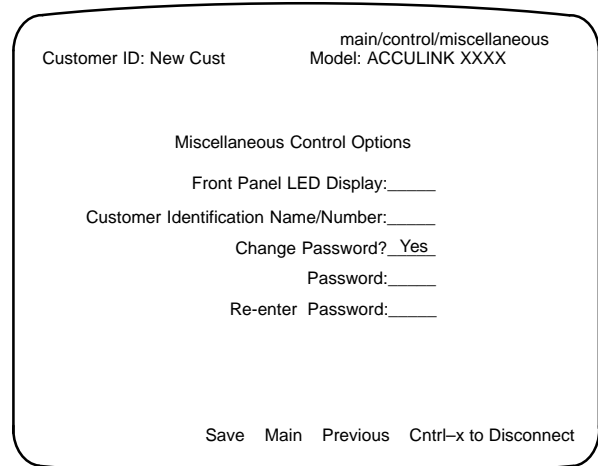 main/control/miscellaneous
Customer ID: New Cust Model: ACCULINK XXXX
Miscellaneous Control Options
Front Panel LED Display:_____
Customer Identification Name/Number:_____
Change Password? Yes
Password:_____
Re-enter Password:_____
Save Main Previous Cntrl–x to Disconnect